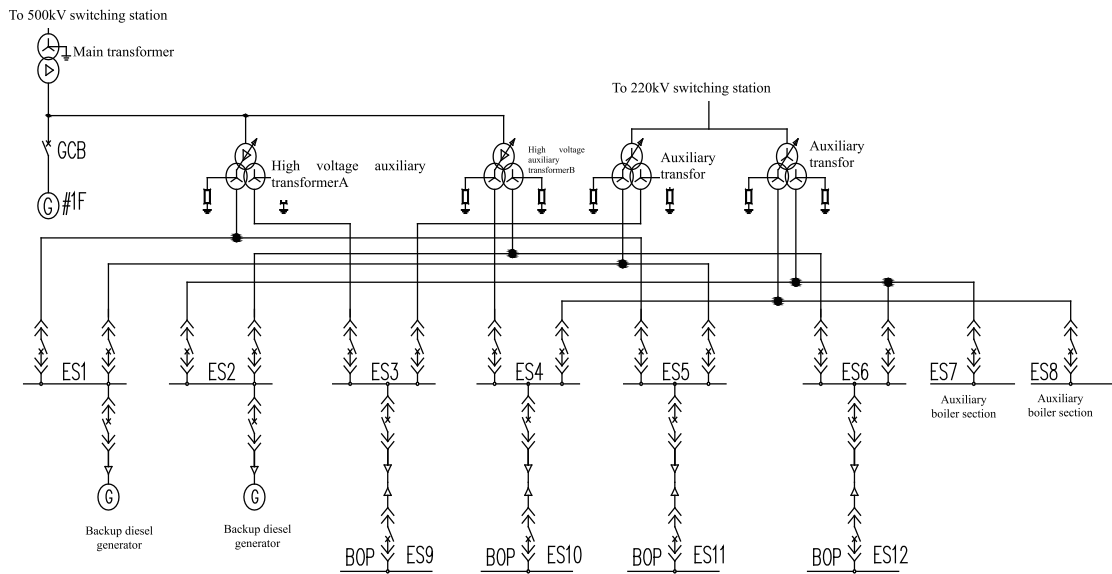 To 500kV switching station
Main transformer
To 220kV switching station
GCB
High voltage auxiliary
transformerA
High voltage
auxiliary
transformerB
Auxiliary
transfor
Auxiliary
transfor
G
#1F
ES1
ES2
ES3
ES4
ES5
ES6
ES7
ES8
Auxiliary
boiler section
Auxiliary
boiler section
G
G
Backup diesel
generator
Backup diesel
generator
BOP
ES9
BOP
ES10
BOP
ES11
BOP
ES12